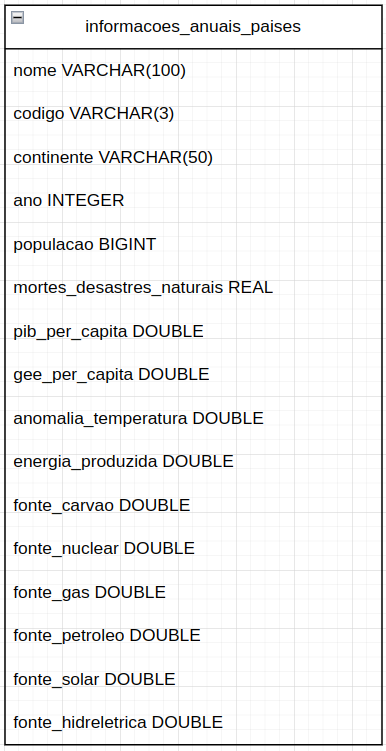 informacoes_anuais_paises
nome VARCHAR(100)
codigo VARCHAR(3)
continente VARCHAR(50)
ano INTEGER
populacao BIGINT
mortes_desastres_naturais REAL
pib_per_capita DOUBLE
gee_per_capita DOUBLE
anomalia_temperatura DOUBLE
energia_produzida DOUBLE
fonte_carvao DOUBLE
fonte_nuclear DOUBLE
fonte_gas DOUBLE
fonte_petroleo DOUBLE
fonte_solar DOUBLE
fonte_hidreletrica DOUBLE